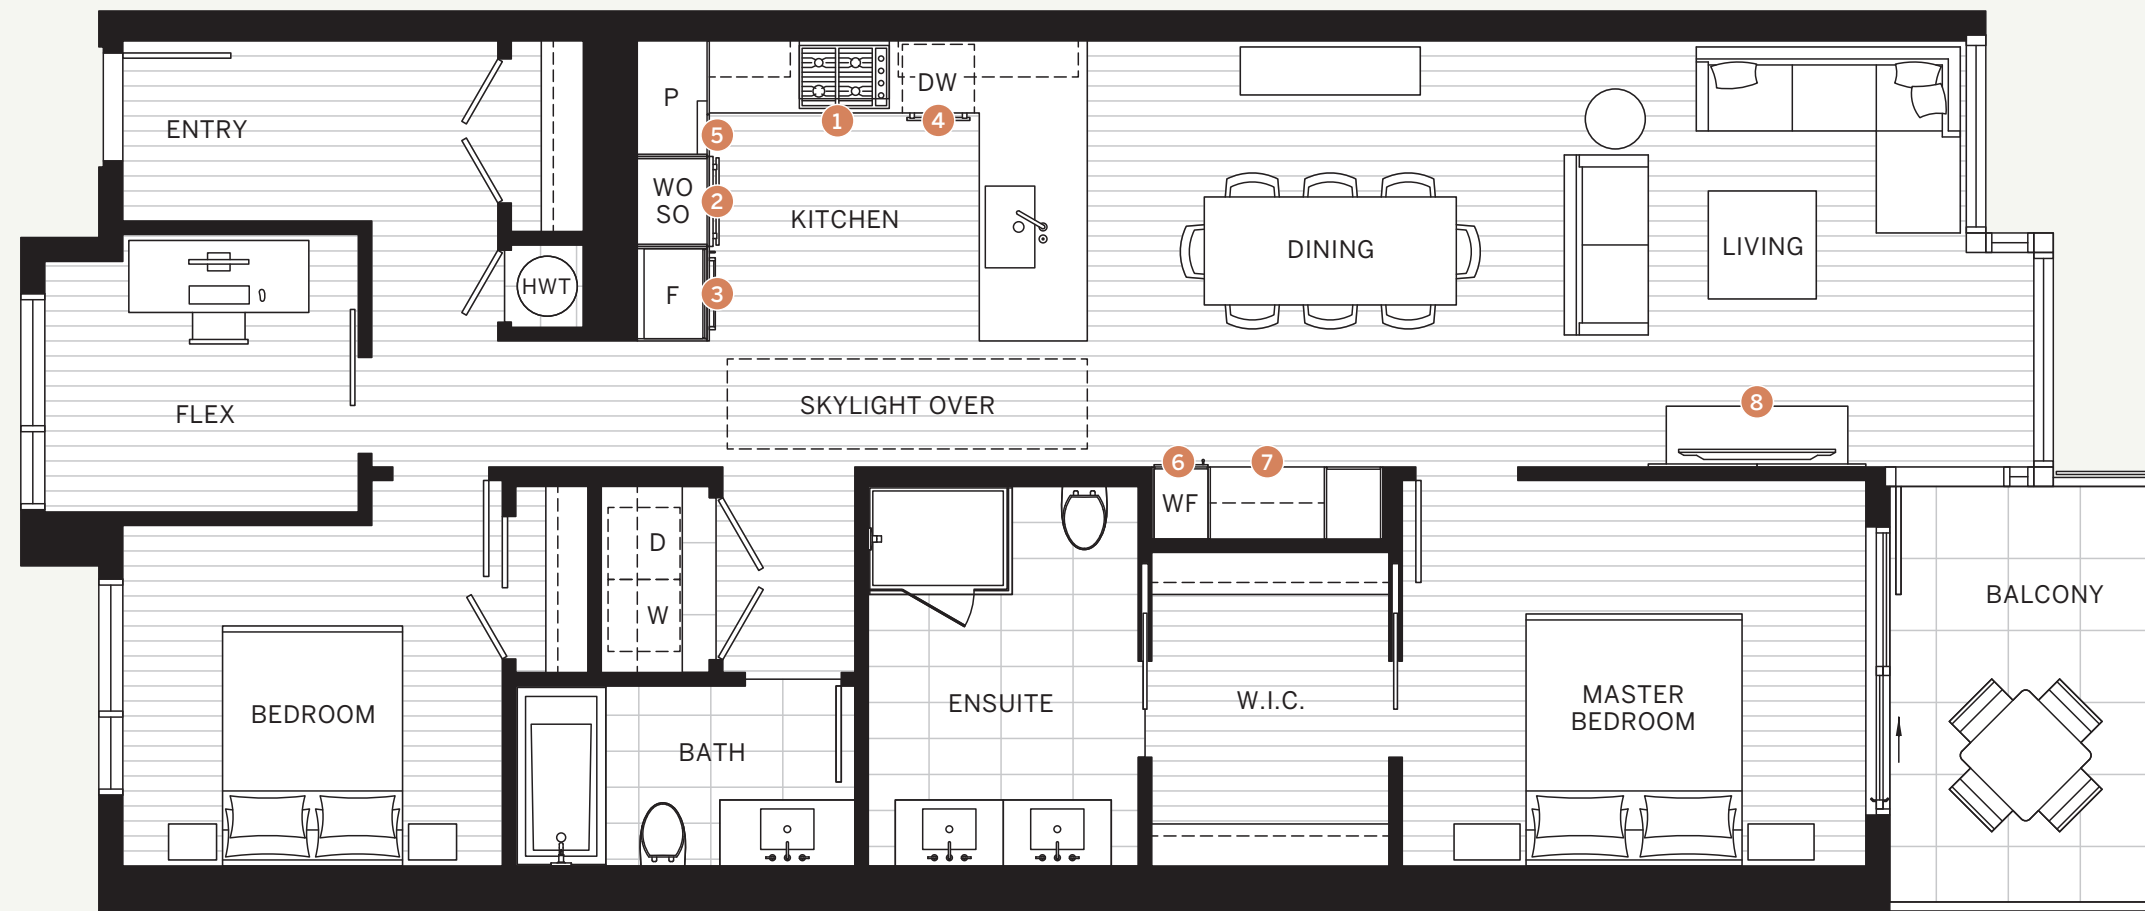 ENTRY
P
DW
1
4
5
WO
SO
2
KITCHEN
F
3
HWT
DINING
LIVING
FLEX
SKYLIGHT OVER
8
6
7
WF
D
W
BEDROOM
BATH
ENSUITE
W.I.C.
MASTER
BEDROOM
BALCONY